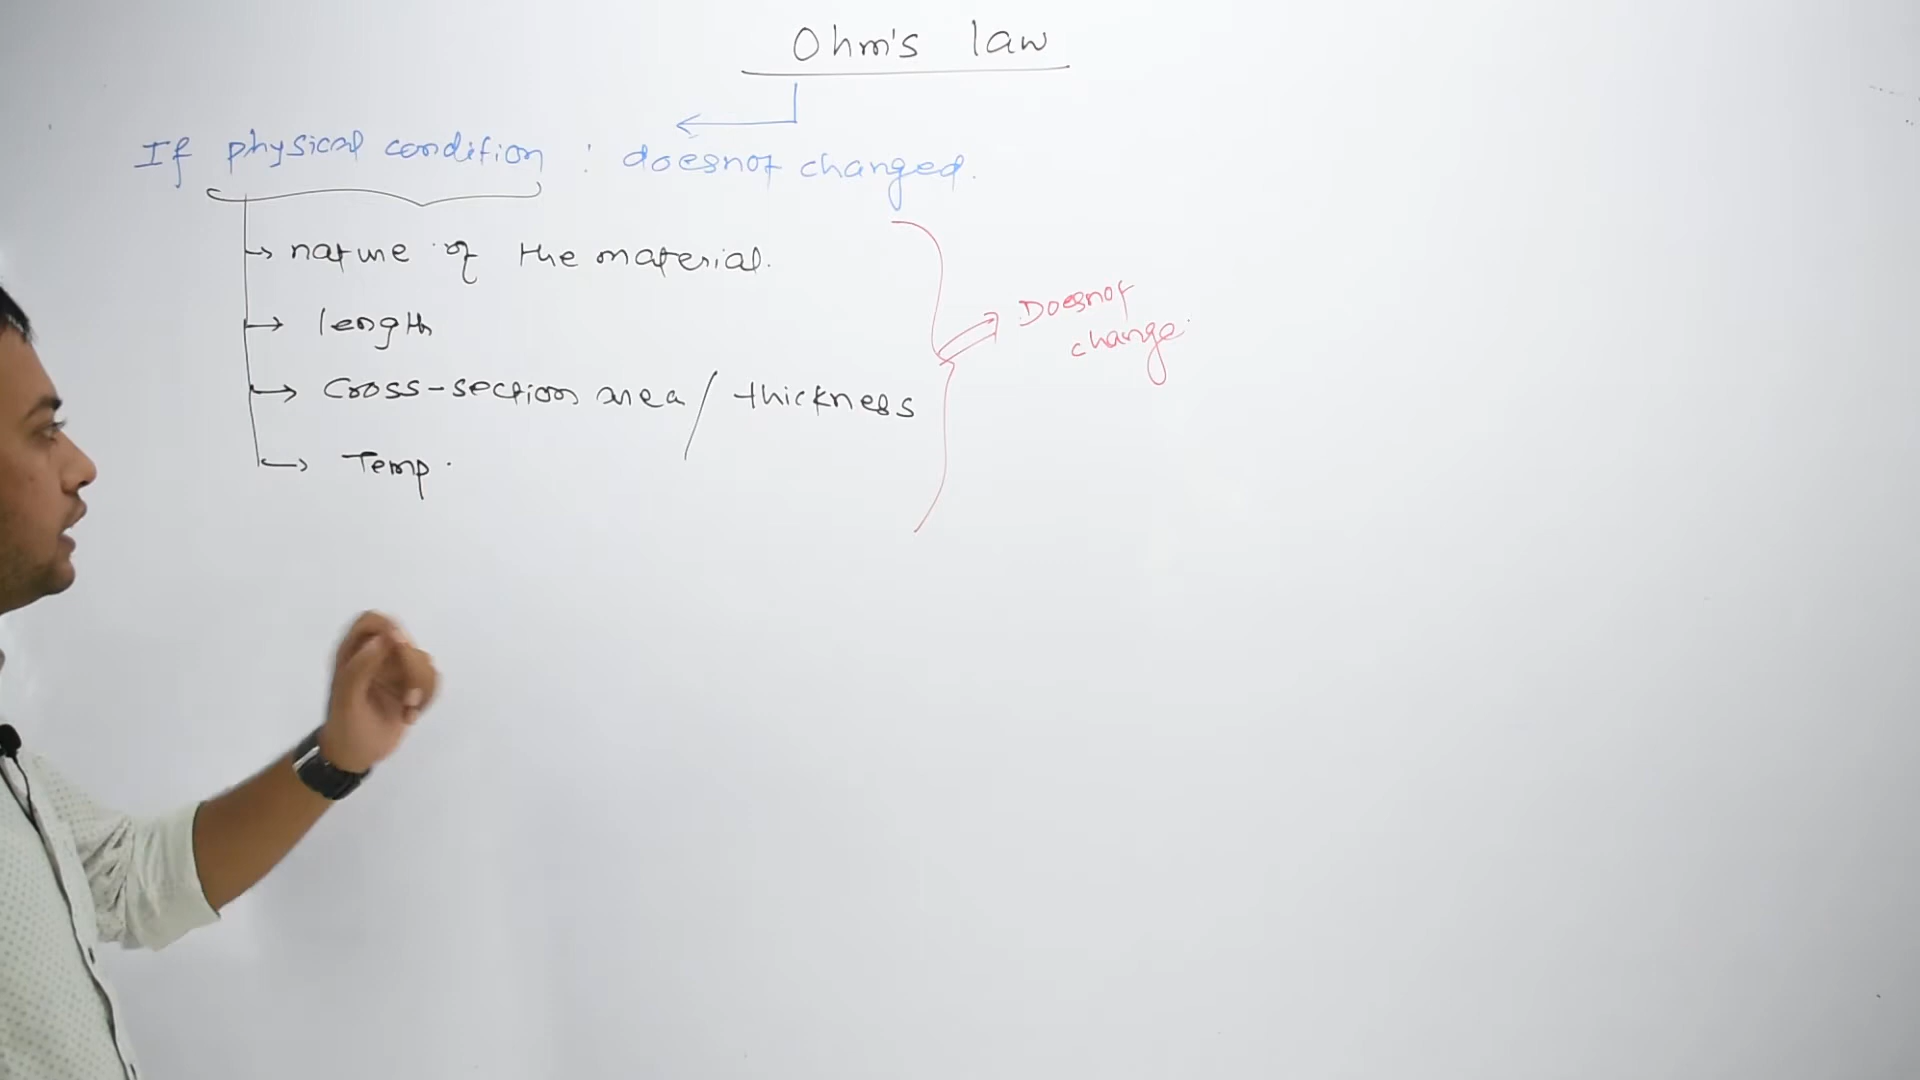 Ohm's law
If physical condition : doesnot changed.
nature of the material.
length
Cross-section area / thickness
Temp.
Doesnot
change.